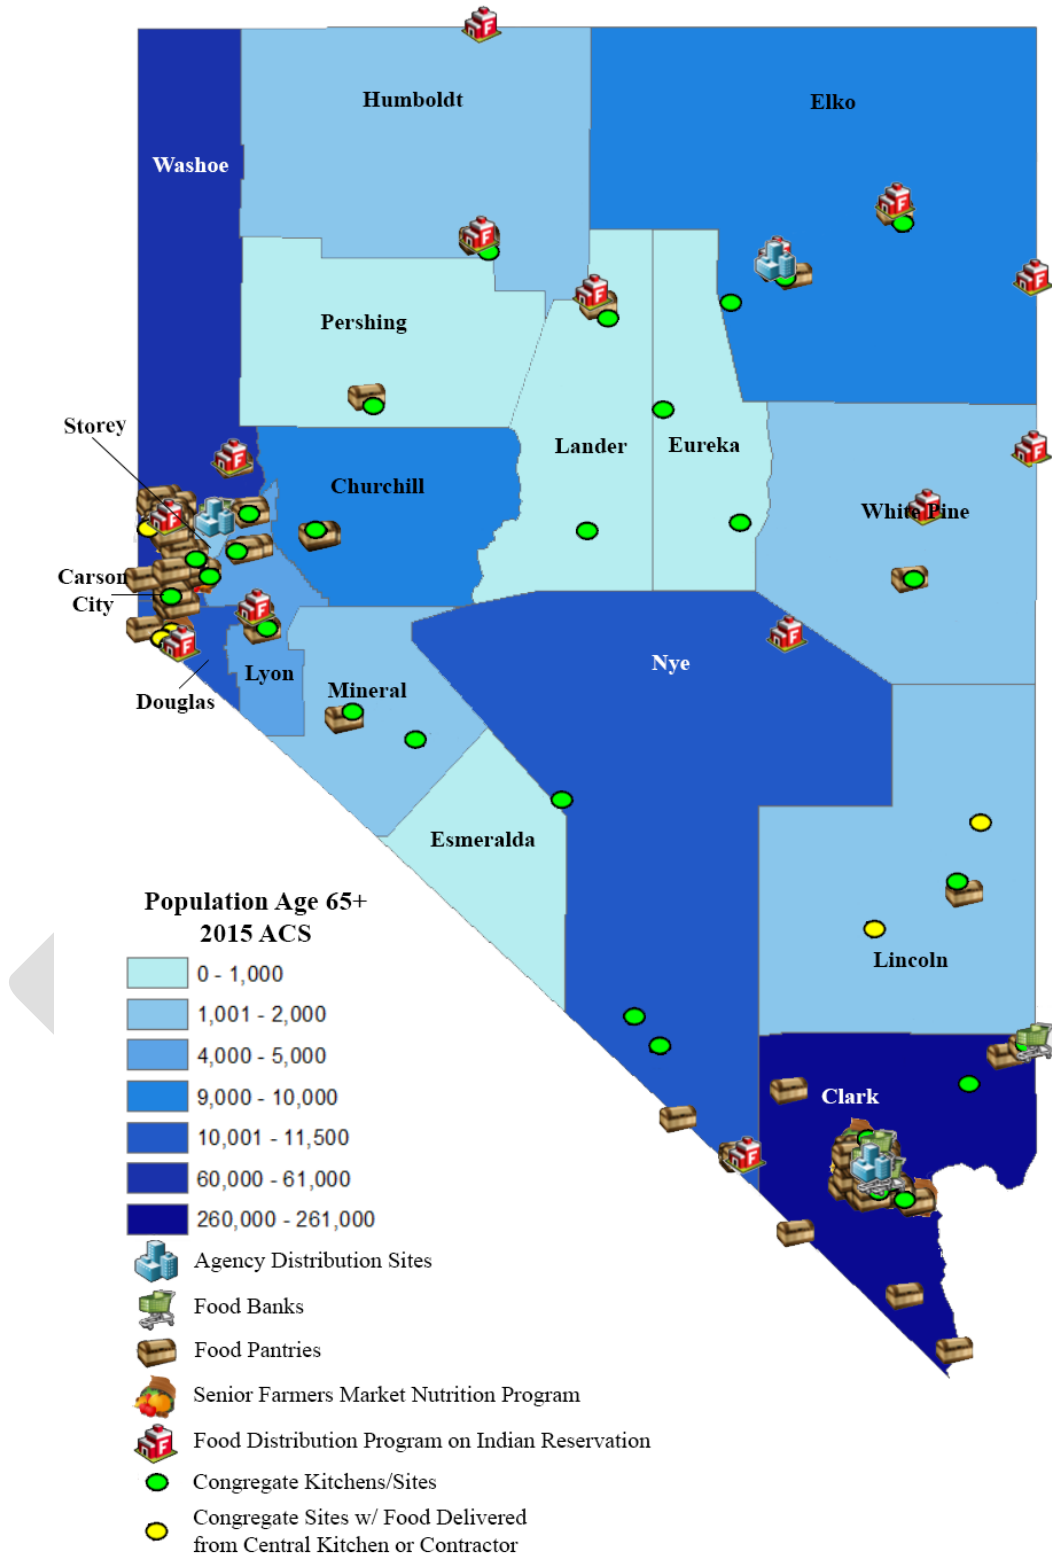 Humboldt
Elko
Washoe
Pershing
Storey
Lander
Eureka
Churchill
White Pine
Carson
City
Lyon
Nye
Douglas
Mineral
Esmeralda
Lincoln
Clark
Population Age 65+
2015 ACS
0 - 1,000
1,001 - 2,000
4,000 - 5,000
9,000 - 10,000
10,001 - 11,500
60,000 - 61,000
260,000 - 261,000
Agency Distribution Sites
Food Banks
Food Pantries
Senior Farmers Market Nutrition Program
F Food Distribution Program on Indian Reservation
Congregate Kitchens/Sites
Congregate Sites w/ Food Delivered
from Central Kitchen or Contractor